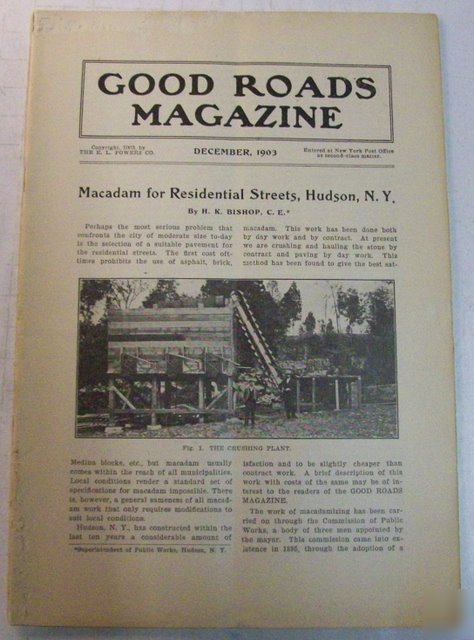 GOOD ROADS
MAGAZINE
Copyright, 1903, by
THE E. L. POWERS CO.
DECEMBER, 1903
Entered at New York Post Office
as second-class matter.
Macadam for Residential Streets, Hudson, N. Y.
By H. K. BISHOP, C. E.*
Perhaps the most serious problem that
confronts the city of moderate size to-day
is the selection of a suitable pavement for
the residential streets. The first cost oft-
times prohibits the use of asphalt, brick,
macadam. This work has been done both
by day work and by contract. At present
we are crushing and hauling the stone by
contract and paving by day work. This
method has been found to give the best sat-
Fig. 1. THE CRUSHING PLANT.
Medina blocks, etc., but macadam usually
comes within the reach of all municipalities.
Local conditions render a standard set of
specifications for macadam impossible. There
is, however, a general sameness of all macad-
am work that only requires modifications to
suit local conditions.
Hudson, N. Y., has constructed within the
last ten years a considerable amount of
*Superintendent of Public Works, Hudson, N. Y.
isfaction and to be slightly cheaper than
contract work. A brief description of this
work with costs of the same may be of in-
terest to the readers of the GOOD ROADS
MAGAZINE.
The work of macadamizing has been car-
ried on through the Commission of Public
Works, a body of three men appointed by
the mayor. This commission came into ex-
istence in 1895, through the adoption of a